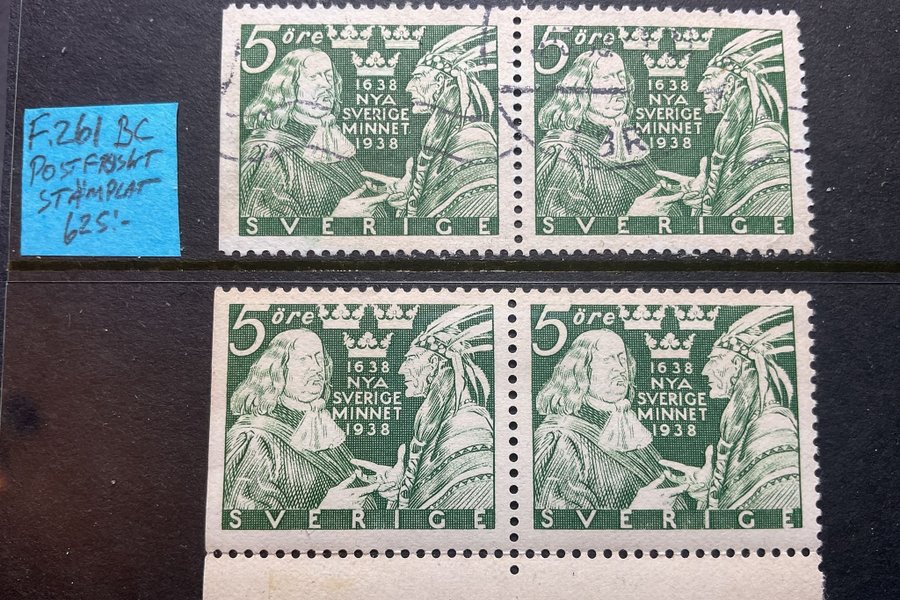 F.261 BC
POSTFRISKT
STÄMPLAT
625:-
5 öre
1638
NYA
SVERIGE
MINNET
1938
SVERIGE
5 öre
1638
NYA
SVERIGE
MINNET
1938
SVERIGE
5 öre
1638
NYA
SVERIGE
MINNET
1938
SVERIGE
5 öre
1638
NYA
SVERIGE
MINNET
1938
SVERIGE